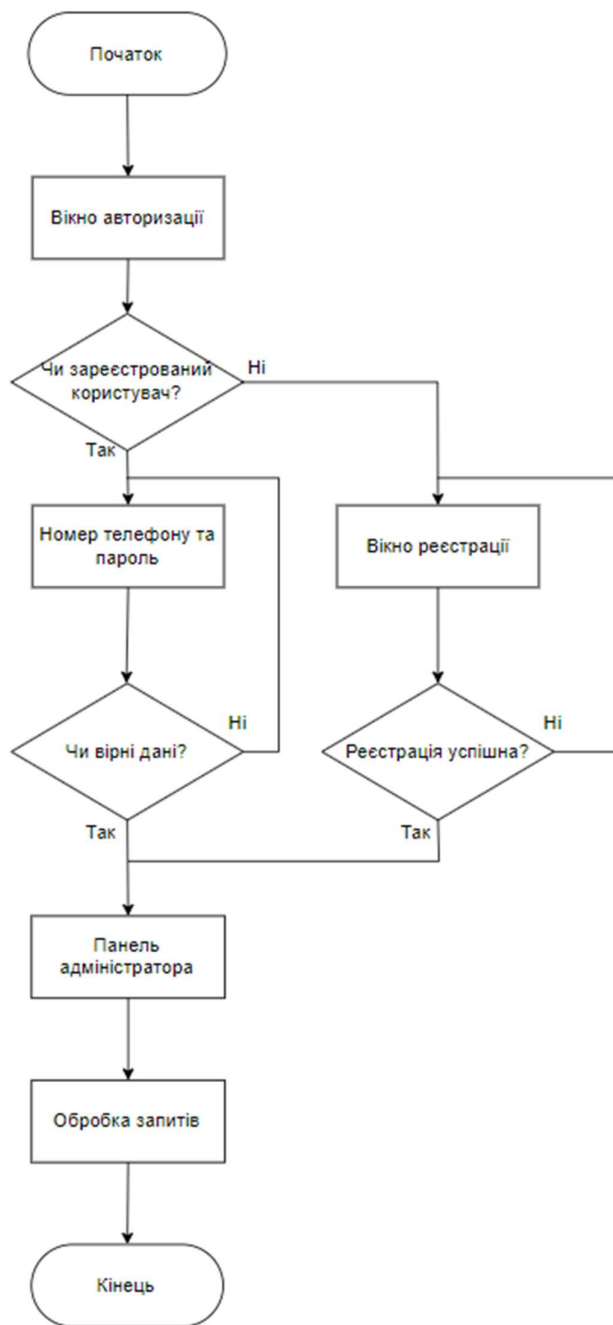 Початок
Вікно авторизації
Чи зареєстрований
користувач?
Ні
Так
Номер телефону та
пароль
Вікно реєстрації
Ні
Ні
Чи вірні дані?
Реєстрація успішна?
Так
Так
Панель
адміністратора
Обробка запитів
Кінець